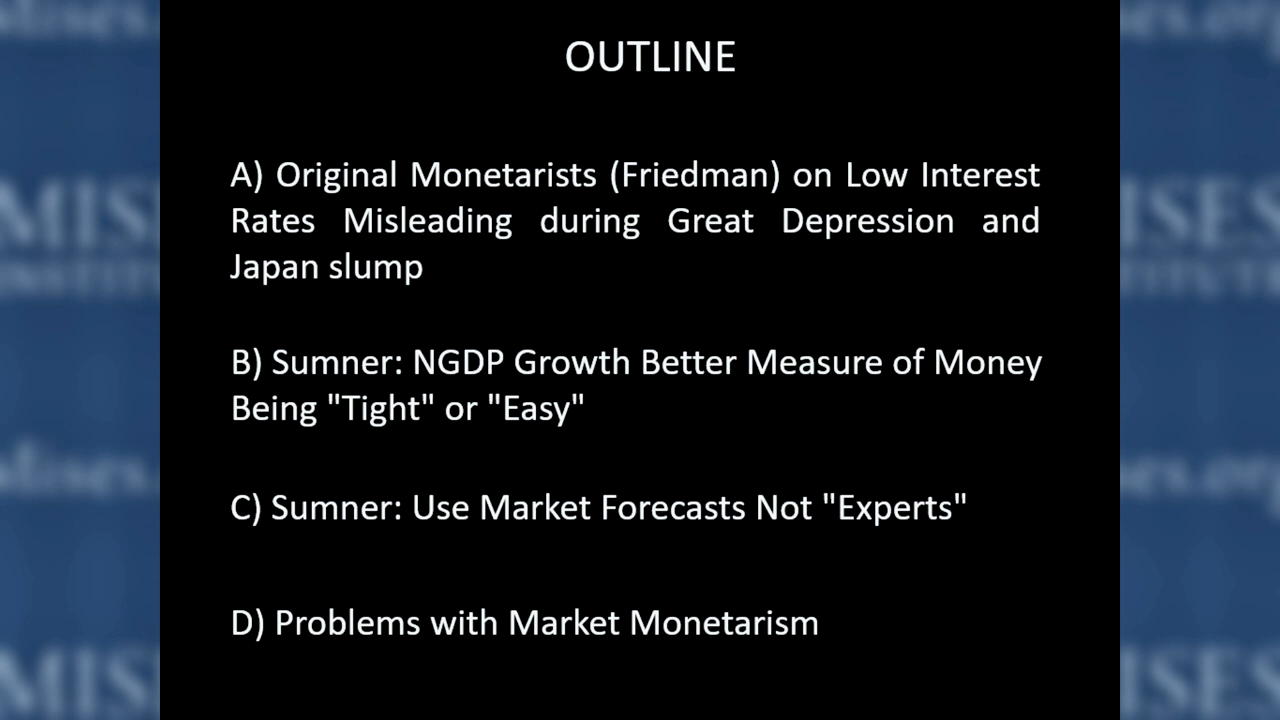 OUTLINE
A) Original Monetarists (Friedman) on Low Interest
Rates Misleading during Great Depression and
Japan slump
B) Sumner: NGDP Growth Better Measure of Money
Being "Tight" or "Easy"
C) Sumner: Use Market Forecasts Not "Experts"
D) Problems with Market Monetarism